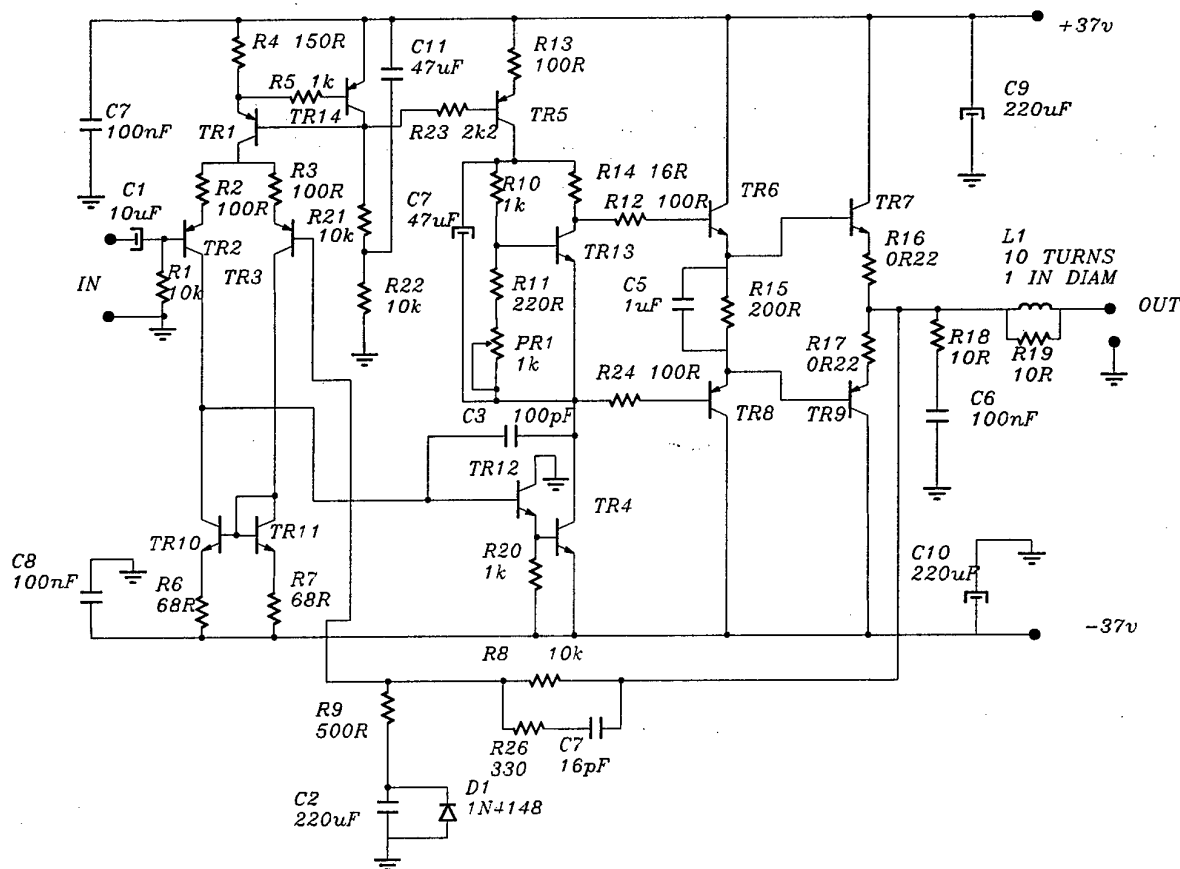 +37v
R4 150R
C11
47uF
R13
100R
R5 1k
C7
100nF
TR1
TR14
R23 2k2
TR5
C9
220uF
C1
10uF
R2
100R
R3
100R
C7
47uF
R10
1k
R14 16R
R12 100R
TR6
TR7
R21
10k
TR2
TR3
TR13
R16
0R22
L1
10 TURNS
1 IN DIAM
IN
R1
10k
R22
10k
R11
220R
C5
1uF
R15
200R
OUT
PR1
1k
R17
0R22
R18
10R
R19
10R
R24 100R
C3 100pF
TR8
TR9
C6
100nF
TR12
TR4
TR10
TR11
R20
1k
C8
100nF
R6
68R
R7
68R
C10
220uF
-37v
R8 10k
R9
500R
R26
330
C7
16pF
C2
220uF
D1
1N4148